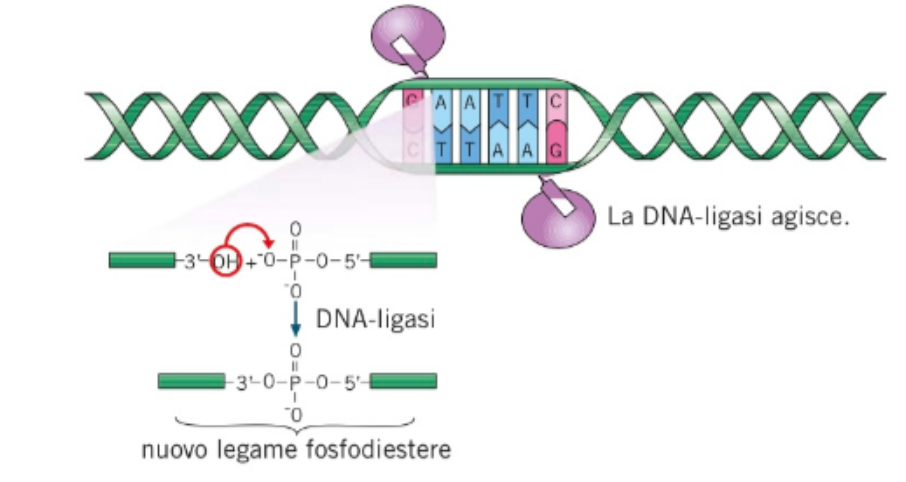 G A A T T C
C T T A A G
La DNA-ligasi agisce.
O
3'-OH + ⁻O-P-O-5'
⁻O
DNA-ligasi
O
3'-O-P-O-5'
⁻O
nuovo legame fosfodiestere